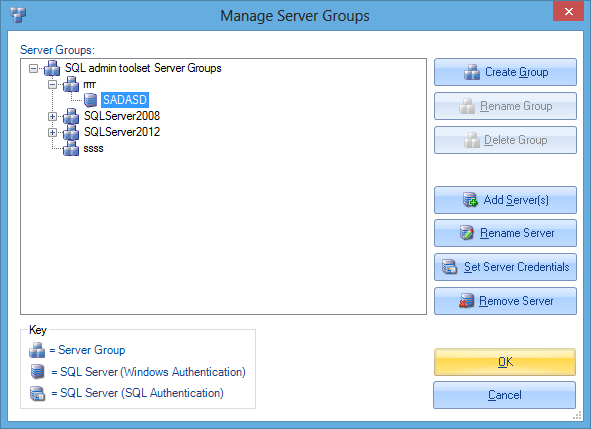 Manage Server Groups
Server Groups:
SQL admin toolset Server Groups
rrrr
SADASD
SQLServer2008
SQLServer2012
ssss
Create Group
Rename Group
Delete Group
Add Server(s)
Rename Server
Set Server Credentials
Remove Server
Key
= Server Group
= SQL Server (Windows Authentication)
= SQL Server (SQL Authentication)
OK
Cancel